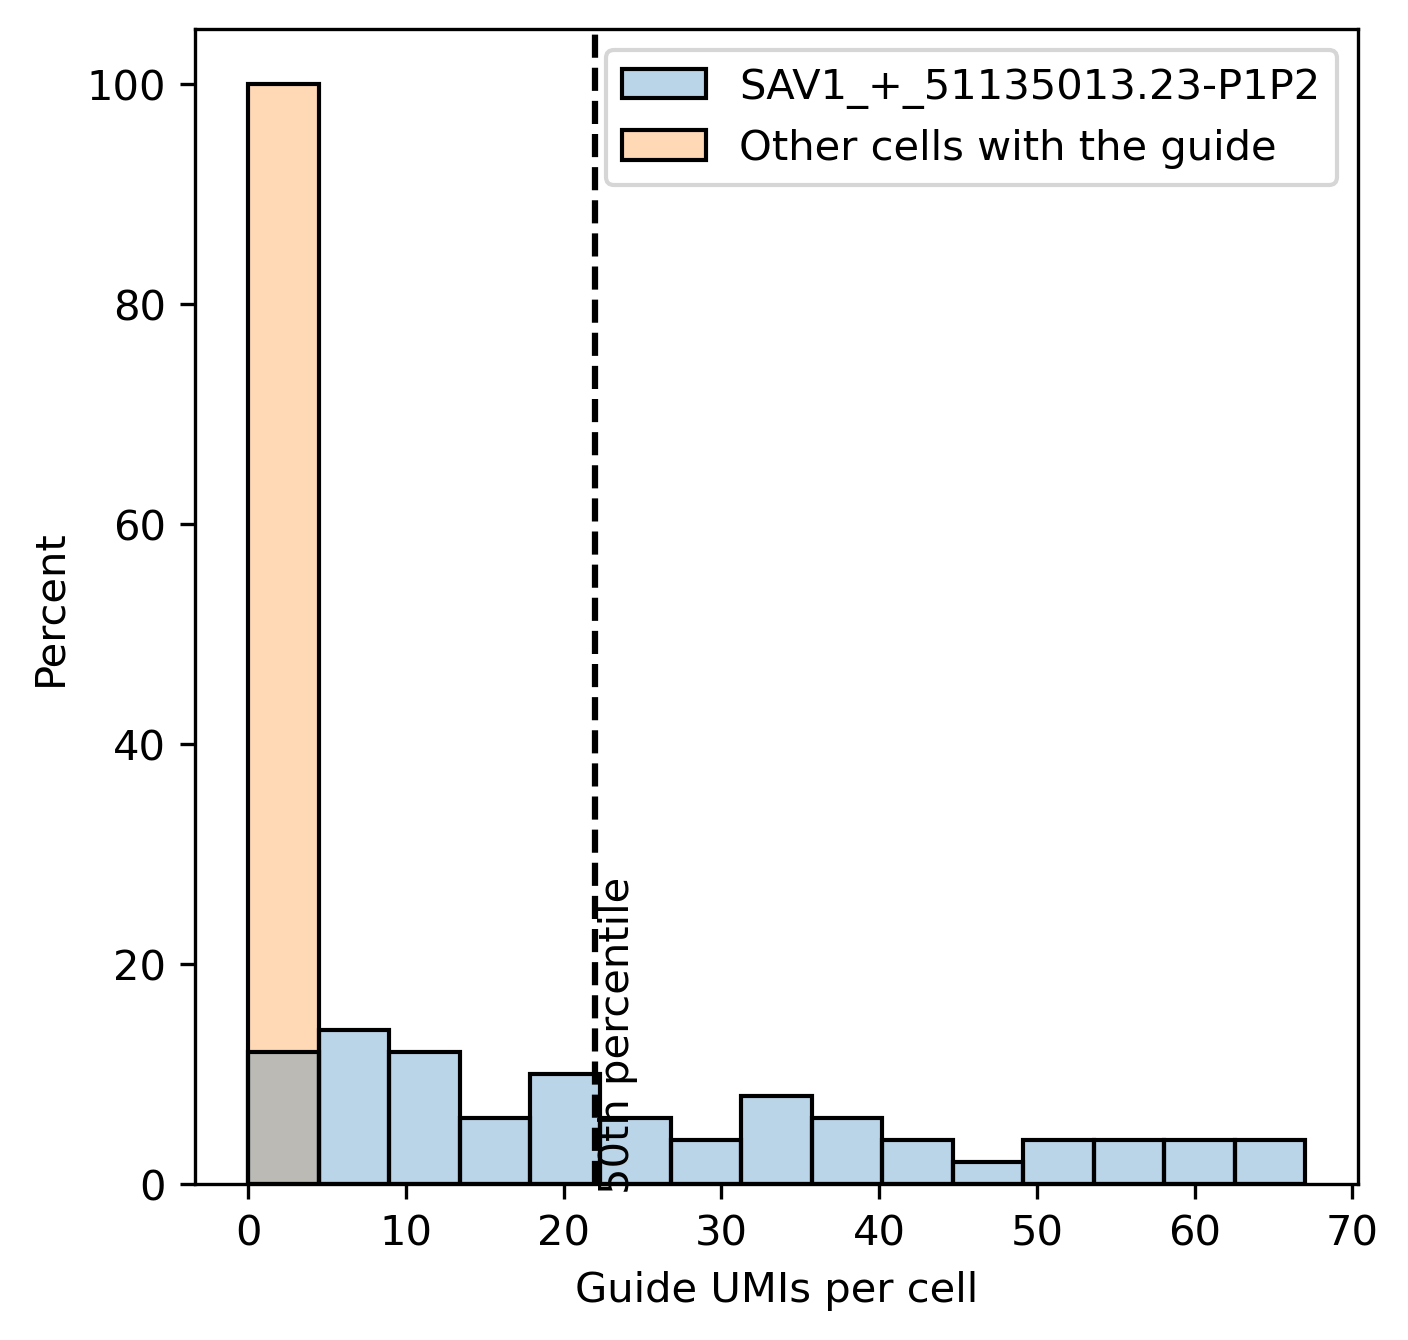 SAV1_+_51135013.23-P1P2
Other cells with the guide
100
80
60
40
20
0
Percent
50th percentile
0 10 20 30 40 50 60 70
Guide UMIs per cell